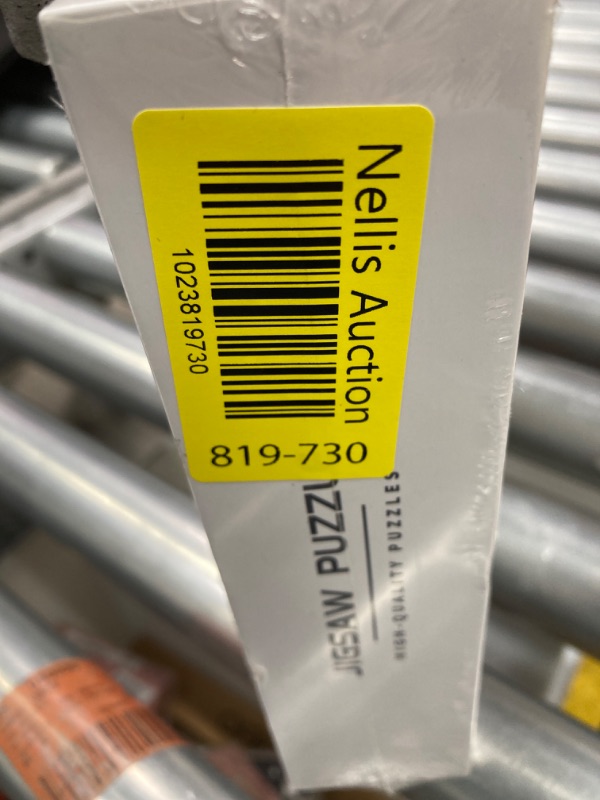 Nellis Auction
1023819730
819-730
JIGSAW PUZZL
HIGH-QUALITY PUZZLES